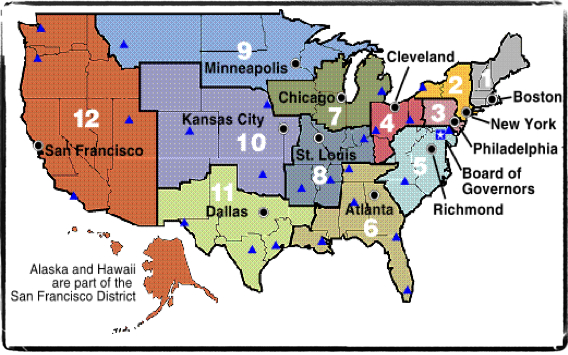 Cleveland
9
Minneapolis
2
1
Chicago
Boston
12
7
4
3
Kansas City
New York
San Francisco
10
St. Louis
Philadelphia
5
Board of
Governors
8
11
Dallas
Atlanta
Richmond
6
Alaska and Hawaii
are part of the
San Francisco District